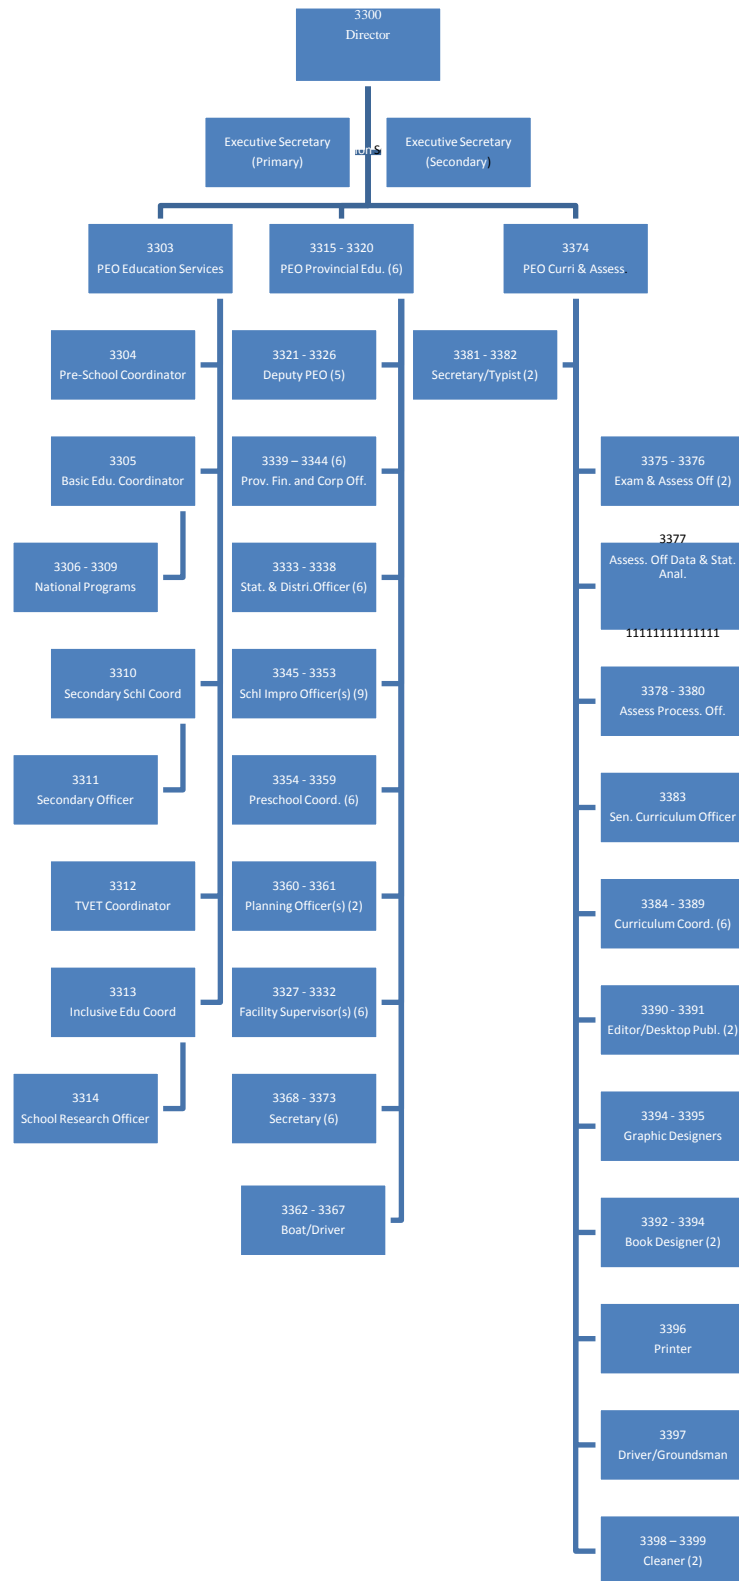 3300
Director
Executive Secretary
(Primary)
Executive Secretary
(Secondary)
3303
PEO Education Services
3315 - 3320
PEO Provincial Edu. (6)
3374
PEO Curri & Assess.
3304
Pre-School Coordinator
3321 - 3326
Deputy PEO (5)
3381 - 3382
Secretary/Typist (2)
3305
Basic Edu. Coordinator
3339 – 3344 (6)
Prov. Fin. and Corp Off.
3375 - 3376
Exam & Assess Off (2)
3306 - 3309
National Programs
3333 - 3338
Stat. & Distri.Officer (6)
3377
Assess. Off Data & Stat.
Anal.
11111111111111
3310
Secondary Schl Coord
3345 - 3353
Schl Impro Officer(s) (9)
3378 - 3380
Assess Process. Off.
3311
Secondary Officer
3354 - 3359
Preschool Coord. (6)
3383
Sen. Curriculum Officer
3312
TVET Coordinator
3360 - 3361
Planning Officer(s) (2)
3384 - 3389
Curriculum Coord. (6)
3313
Inclusive Edu Coord
3327 - 3332
Facility Supervisor(s) (6)
3390 - 3391
Editor/Desktop Publ. (2)
3314
School Research Officer
3368 - 3373
Secretary (6)
3394 - 3395
Graphic Designers
3362 - 3367
Boat/Driver
3392 - 3394
Book Designer (2)
3396
Printer
3397
Driver/Groundsman
3398 – 3399
Cleaner (2)